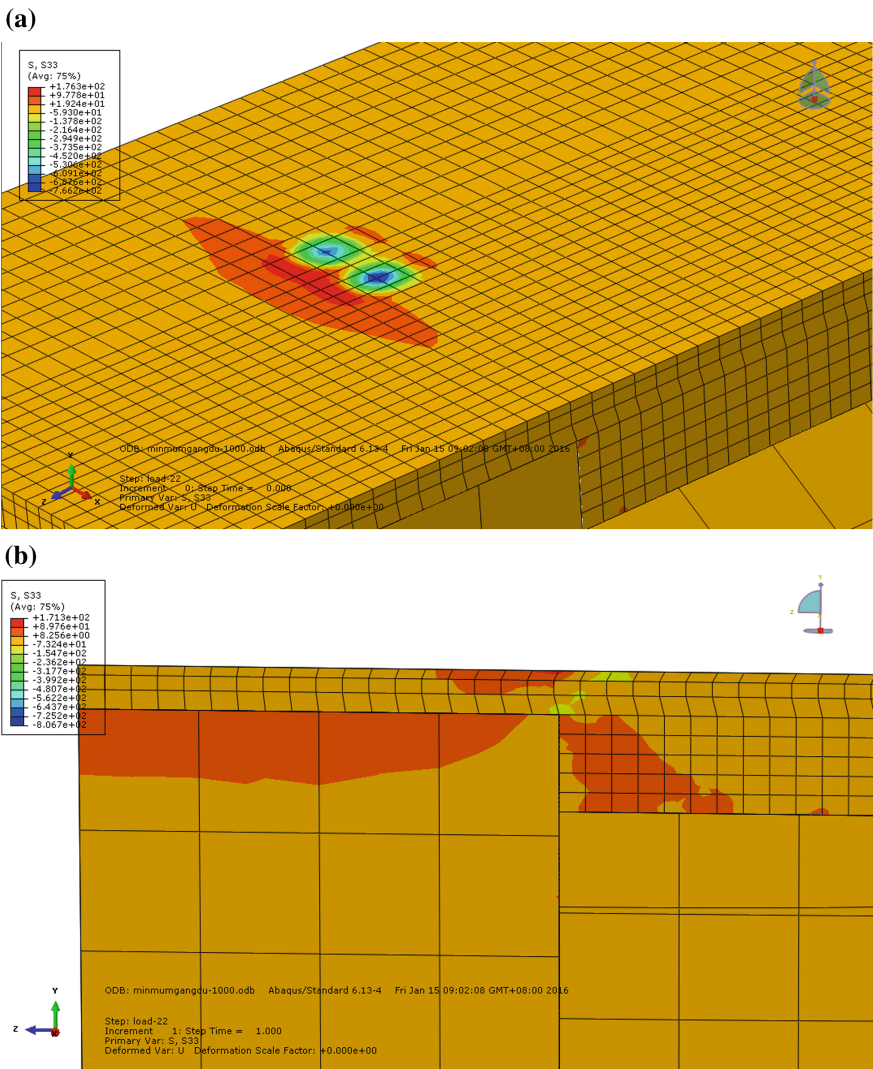 (a)
S, S33
(Avg: 75%)
+1.763e+02
+9.778e+01
+1.924e+01
-5.930e+01
-1.378e+02
-2.164e+02
-2.949e+02
-3.735e+02
-4.520e+02
-5.306e+02
-6.091e+02
-6.876e+02
-7.662e+02
ODB: minmumgangdu-1000.odb Abaqus/Standard 6.13-4 Fri Jan 15 09:02:08 GMT+08:00 2016
Y
Z
X
Step: load-22
Increment 0: Step Time = 0.000
Primary Var: S, S33
Deformed Var: U Deformation Scale Factor: +0.000e+00
(b)
S, S33
(Avg: 75%)
+1.713e+02
+8.976e+01
+8.256e+00
-7.324e+01
-1.547e+02
-2.362e+02
-3.177e+02
-3.992e+02
-4.807e+02
-5.622e+02
-6.437e+02
-7.252e+02
-8.067e+02
Y
Z
ODB: minmumgangdu-1000.odb Abaqus/Standard 6.13-4 Fri Jan 15 09:02:08 GMT+08:00 2016
Y
Z
Step: load-22
Increment 1: Step Time = 1.000
Primary Var: S, S33
Deformed Var: U Deformation Scale Factor: +0.000e+00